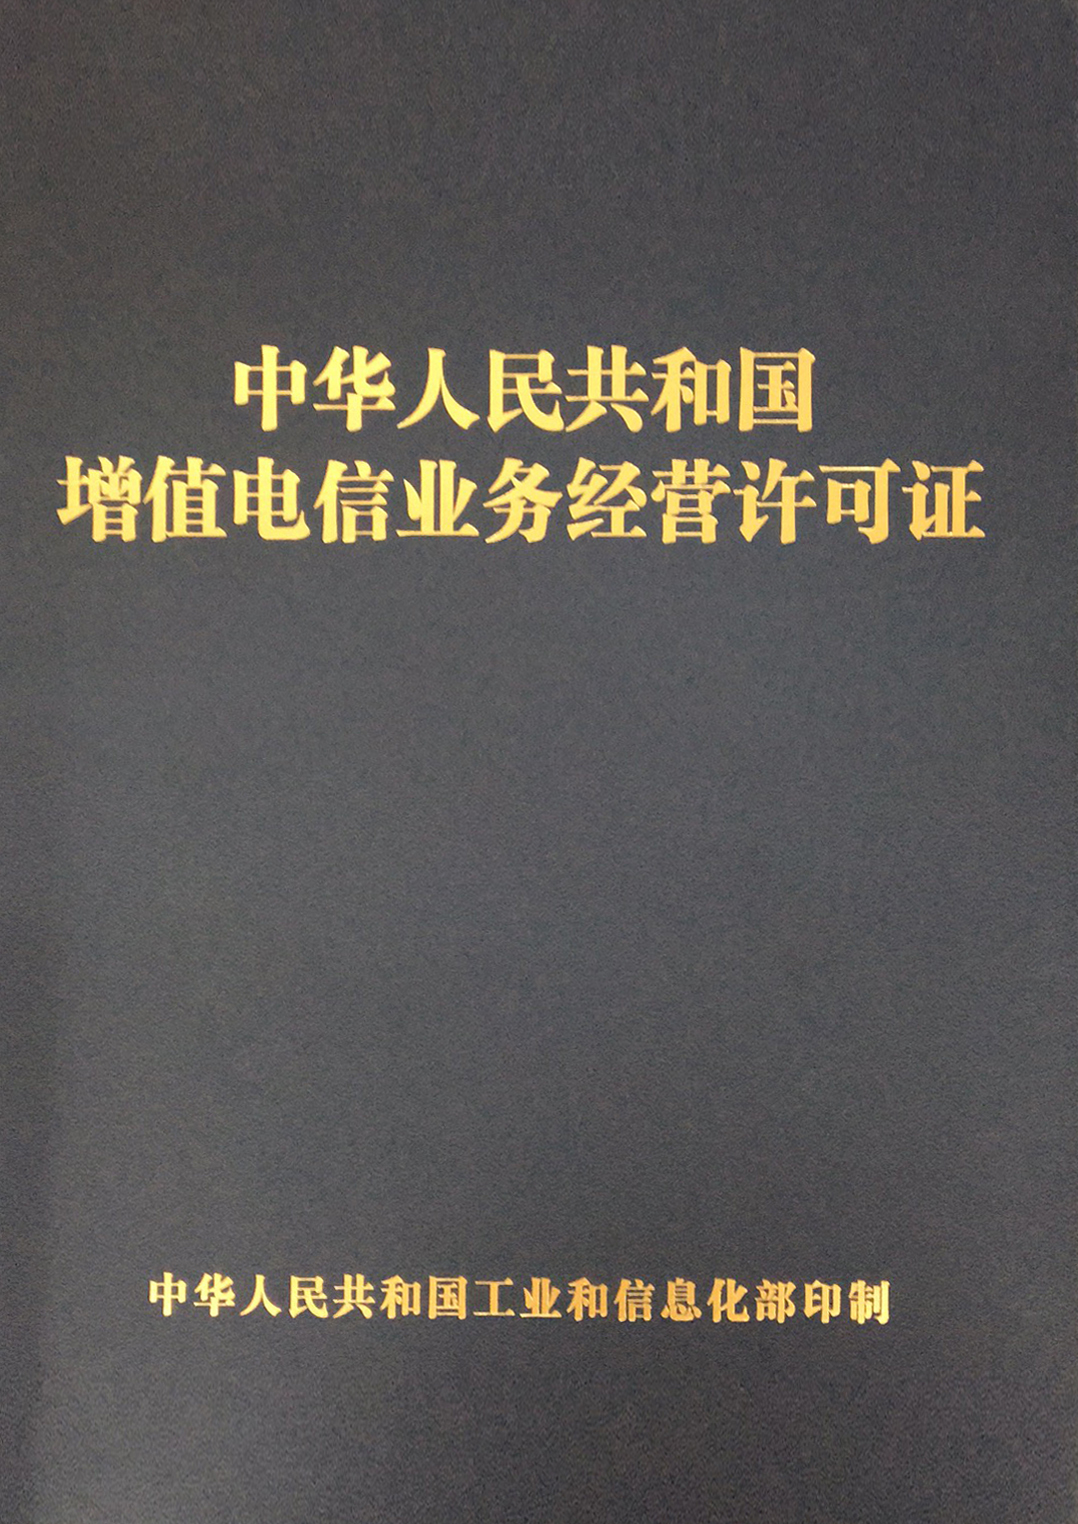 中华人民共和国
增值电信业务经营许可证
中华人民共和国工业和信息化部印制